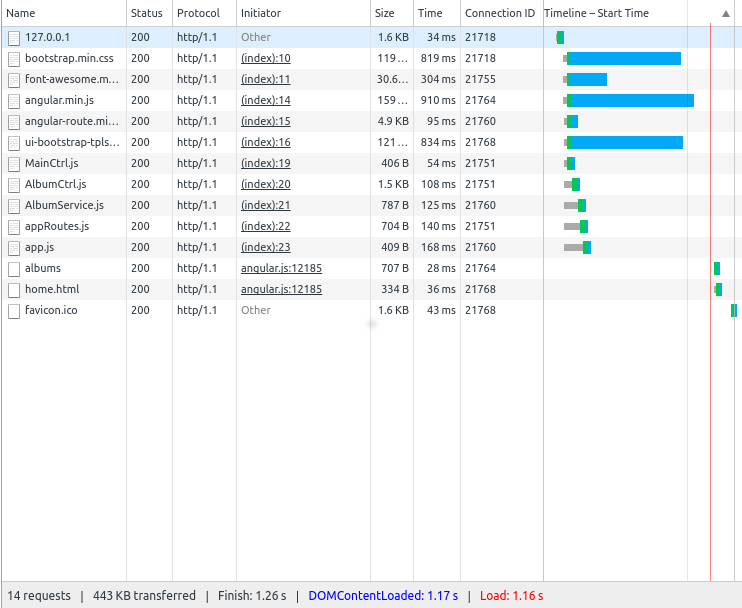 Name Status Protocol Initiator Size Time Connection ID Timeline – Start Time ▲
127.0.0.1 200 http/1.1 Other 1.6 KB 34 ms 21718
bootstrap.min.css 200 http/1.1 (index):10 119 ... 819 ms 21718
font-awesome.m... 200 http/1.1 (index):11 30.6... 304 ms 21755
angular.min.js 200 http/1.1 (index):14 159 ... 910 ms 21764
angular-route.mi... 200 http/1.1 (index):15 4.9 KB 95 ms 21760
ui-bootstrap-tpls... 200 http/1.1 (index):16 121 ... 834 ms 21768
MainCtrl.js 200 http/1.1 (index):19 406 B 54 ms 21751
AlbumCtrl.js 200 http/1.1 (index):20 1.5 KB 108 ms 21751
AlbumService.js 200 http/1.1 (index):21 787 B 125 ms 21760
appRoutes.js 200 http/1.1 (index):22 704 B 140 ms 21751
app.js 200 http/1.1 (index):23 409 B 168 ms 21760
albums 200 http/1.1 angular.js:12185 707 B 28 ms 21764
home.html 200 http/1.1 angular.js:12185 334 B 36 ms 21768
favicon.ico 200 http/1.1 Other 1.6 KB 43 ms 21768
14 requests | 443 KB transferred | Finish: 1.26 s | DOMContentLoaded: 1.17 s | Load: 1.16 s